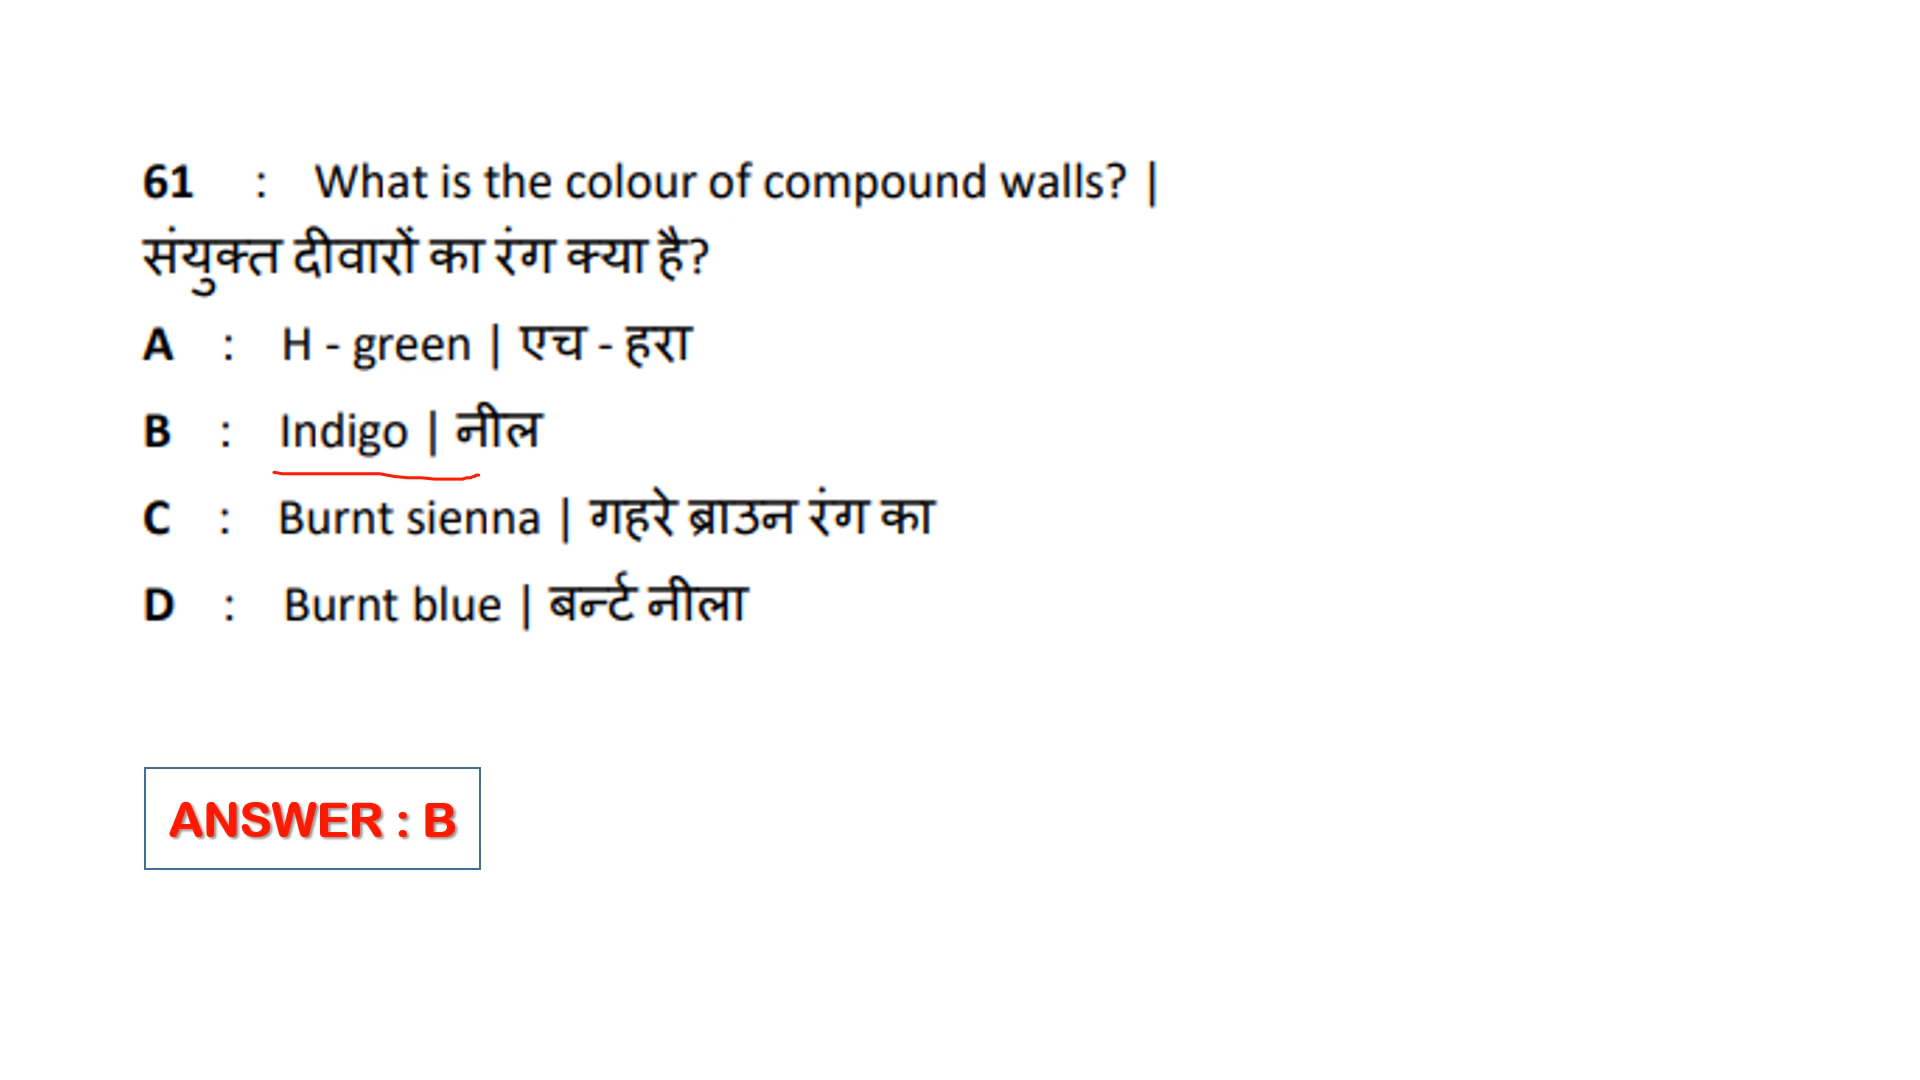 61 : What is the colour of compound walls? |
संयुक्त दीवारों का रंग क्या है?
A : H - green | एच - हरा
B : Indigo | नील
C : Burnt sienna | गहरे ब्राउन रंग का
D : Burnt blue | बर्न्ट नीला
ANSWER : B